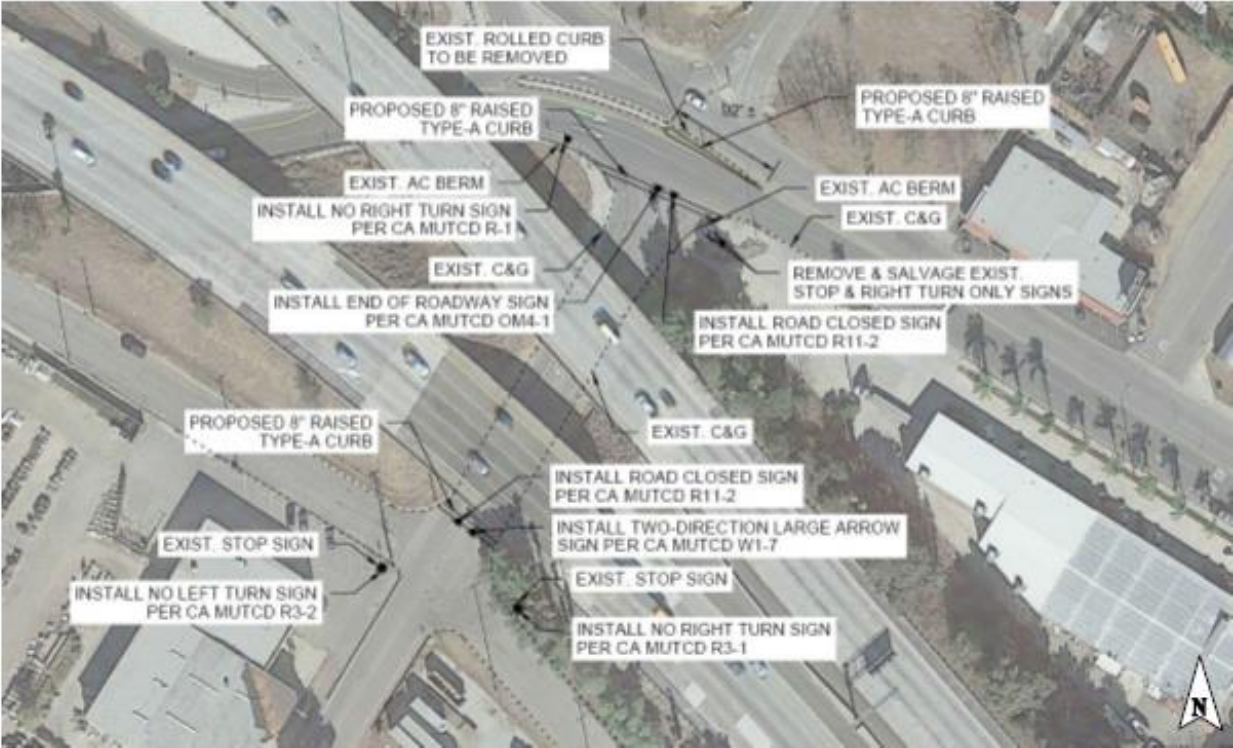 EXIST. ROLLED CURB
TO BE REMOVED
PROPOSED 8" RAISED
TYPE-A CURB
92' ±
PROPOSED 8" RAISED
TYPE-A CURB
EXIST. AC BERM
INSTALL NO RIGHT TURN SIGN
PER CA MUTCD R-1
EXIST. AC BERM
EXIST. C&G
EXIST. C&G
REMOVE & SALVAGE EXIST.
STOP & RIGHT TURN ONLY SIGNS
INSTALL END OF ROADWAY SIGN
PER CA MUTCD OM4-1
INSTALL ROAD CLOSED SIGN
PER CA MUTCD R11-2
PROPOSED 8" RAISED
TYPE-A CURB
EXIST. C&G
INSTALL ROAD CLOSED SIGN
PER CA MUTCD R11-2
INSTALL TWO-DIRECTION LARGE ARROW
SIGN PER CA MUTCD W1-7
EXIST. STOP SIGN
EXIST. STOP SIGN
INSTALL NO LEFT TURN SIGN
PER CA MUTCD R3-2
INSTALL NO RIGHT TURN SIGN
PER CA MUTCD R3-1
N